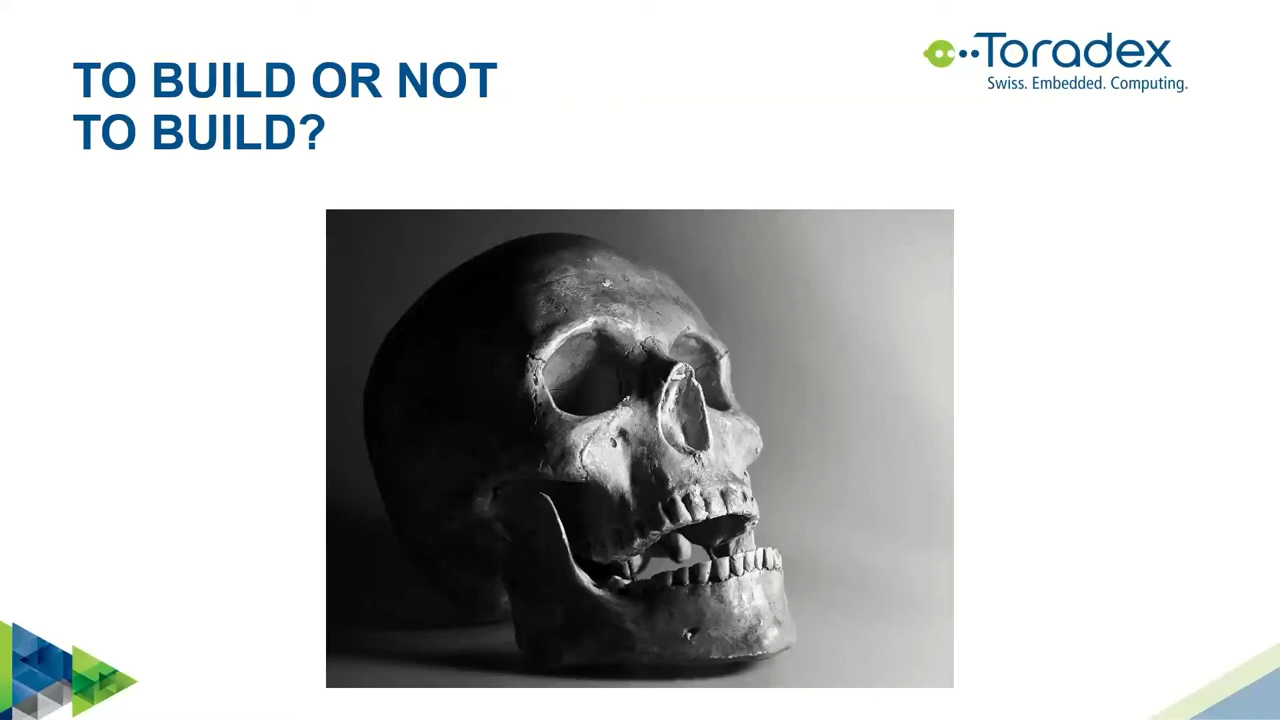 TO BUILD OR NOT
TO BUILD?
Toradex
Swiss. Embedded. Computing.